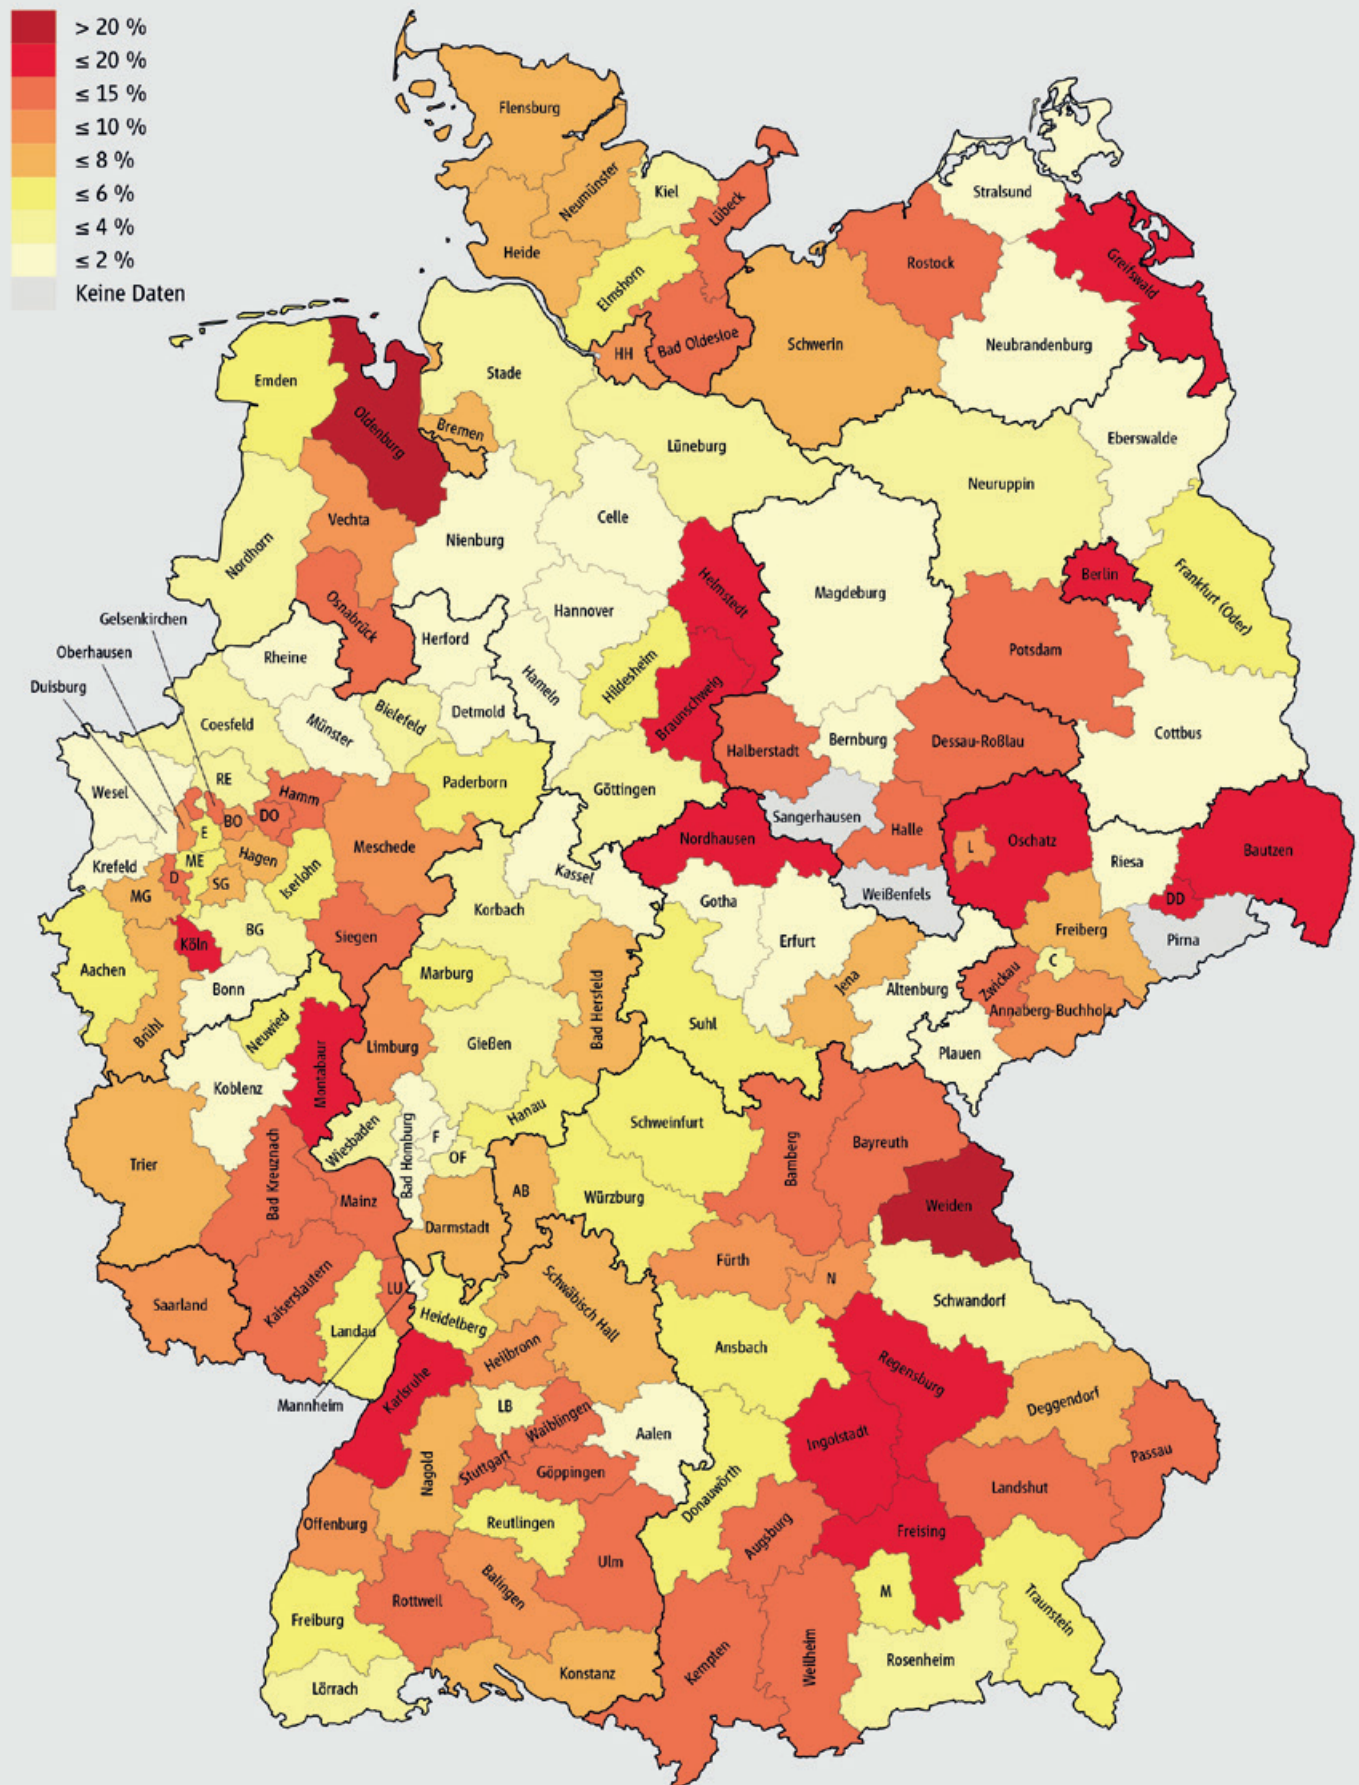 > 20 %
≤ 20 %
≤ 15 %
≤ 10 %
≤ 8 %
≤ 6 %
≤ 4 %
≤ 2 %
Keine Daten
Flensburg
Neumünster
Kiel
Lübeck
Stralsund
Heide
Elmshorn
Rostock
Greifswald
HH
Bad Oldesloe
Schwerin
Neubrandenburg
Emden
Stade
Oldenburg
Bremen
Lüneburg
Eberswalde
Neuruppin
Vechta
Nienburg
Celle
Nordhorn
Helmstedt
Magdeburg
Berlin
Frankfurt (Oder)
Gelsenkirchen
Osnabrück
Herford
Hannover
Oberhausen
Rheine
Potsdam
Duisburg
Hameln
Hildesheim
Coesfeld
Münster
Bielefeld
Detmold
Braunschweig
Halberstadt
Bernburg
Dessau-Roßlau
Cottbus
Wesel
RE
Hamm
Paderborn
Göttingen
Sangerhausen
E
BO
DO
Meschede
Nordhausen
Halle
L
Oschatz
Bautzen
Krefeld
ME
Hagen
Iserlohn
Kassel
Riesa
D
SG
MG
Weißenfels
DD
Gotha
Korbach
Köln
BG
Siegen
Erfurt
Freiberg
Pirna
Aachen
Marburg
Bad Hersfeld
Jena
Altenburg
Zwickau
C
Bonn
Annaberg-Buchholz
Brühl
Neuwied
Limburg
Gießen
Suhl
Plauen
Koblenz
Montabaur
Wiesbaden
Bad Homburg
F
OF
Hanau
Schweinfurt
Bamberg
Bayreuth
Trier
Bad Kreuznach
Mainz
Darmstadt
AB
Würzburg
Weiden
Saarland
Kaiserslautern
LU
Landau
Heidelberg
Schwäbisch Hall
Fürth
N
Schwandorf
Mannheim
Karlsruhe
Heilbronn
Ansbach
Regensburg
LB
Waiblingen
Aalen
Deggendorf
Nagold
Stuttgart
Göppingen
Ingolstadt
Passau
Donauwörth
Landshut
Offenburg
Reutlingen
Augsburg
Freising
Ulm
Balingen
Rottweil
Freiburg
M
Traunstein
Lörrach
Konstanz
Kempten
Weilheim
Rosenheim